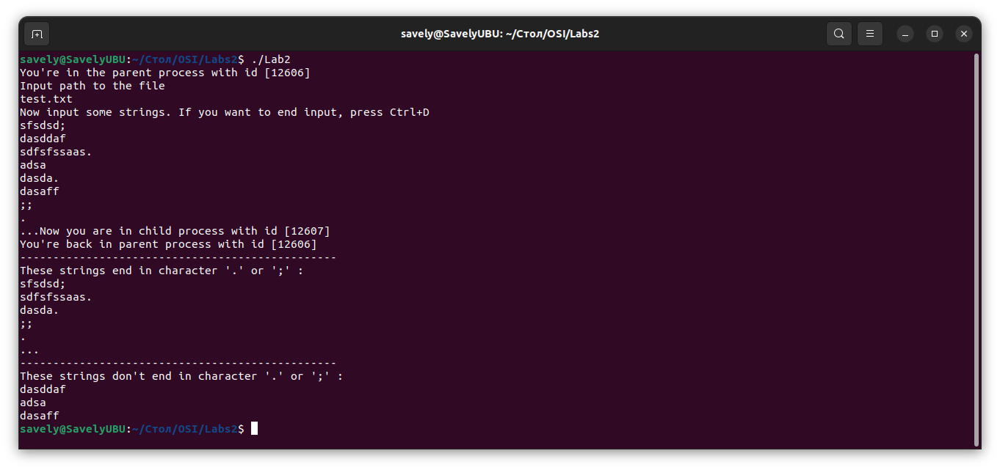 savely@SavelyUBU: ~/Стол/OSI/Labs2
savely@SavelyUBU:~/Стол/OSI/Labs2$ ./Lab2
You're in the parent process with id [12606]
Input path to the file
test.txt
Now input some strings. If you want to end input, press Ctrl+D
sfsdsd;
dasddaf
sdfsfssaas.
adsa
dasda.
dasaff
;;
.
...Now you are in child process with id [12607]
You're back in parent process with id [12606]
------------------------------------------------
These strings end in character '.' or ';' :
sfsdsd;
sdfsfssaas.
dasda.
;;
.
...
------------------------------------------------
These strings don't end in character '.' or ';' :
dasddaf
adsa
dasaff
savely@SavelyUBU:~/Стол/OSI/Labs2$